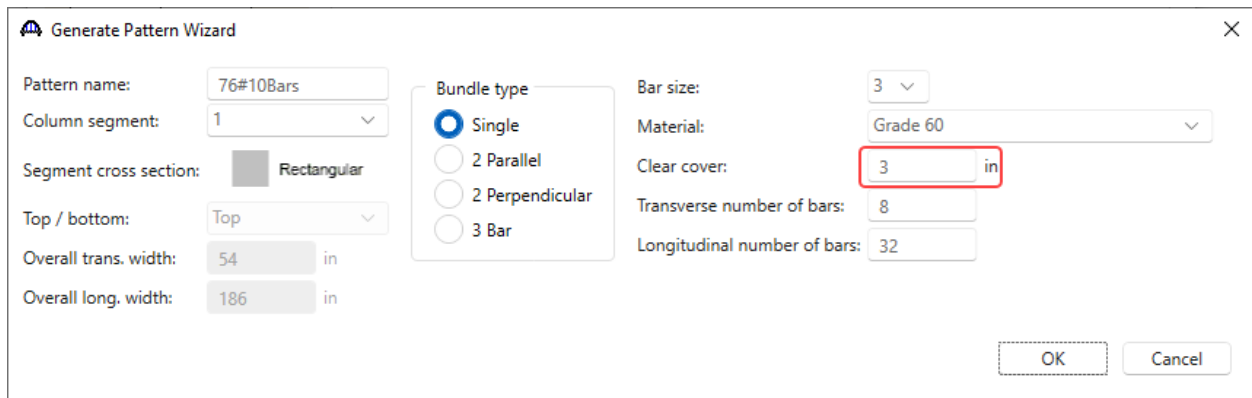 Generate Pattern Wizard
Pattern name: 76#10Bars
Column segment: 1
Segment cross section: Rectangular
Top / bottom: Top
Overall trans. width: 54 in
Overall long. width: 186 in
Bundle type
Single
2 Parallel
2 Perpendicular
3 Bar
Bar size: 3
Material: Grade 60
Clear cover: 3 in
Transverse number of bars: 8
Longitudinal number of bars: 32
OK Cancel